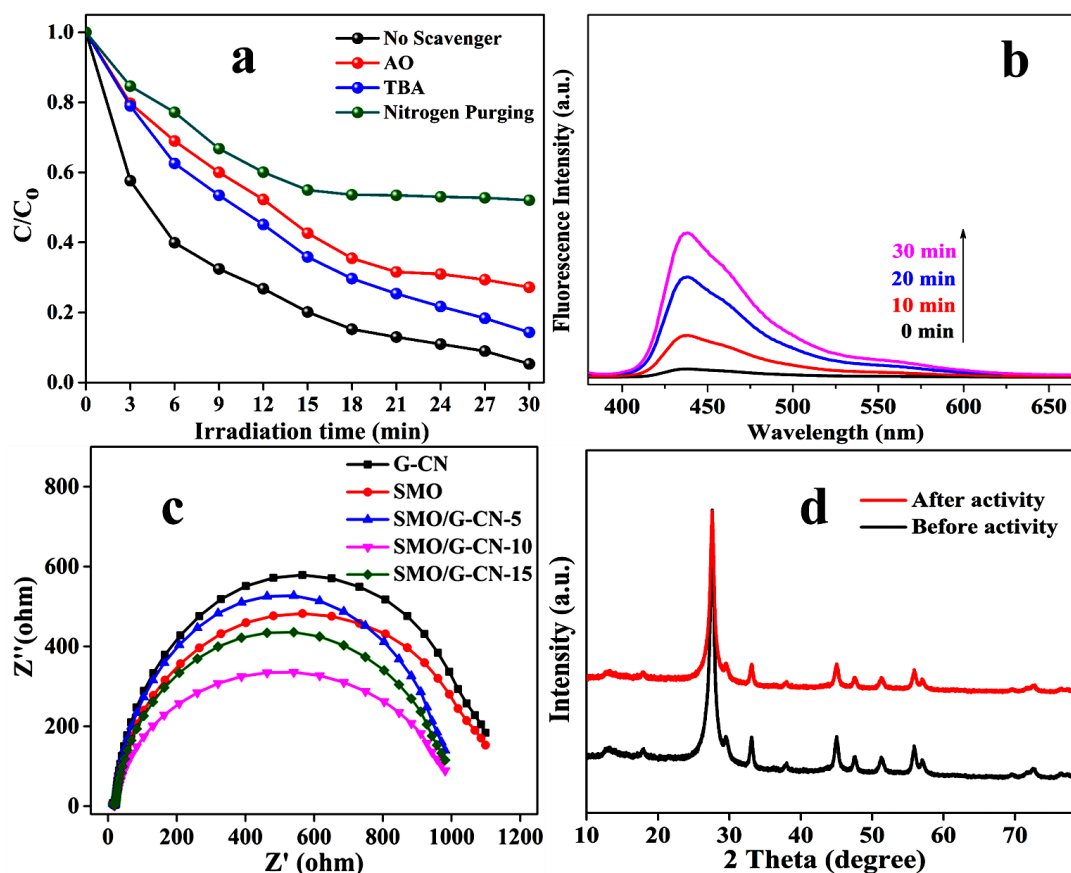 a
No Scavenger
AO
TBA
Nitrogen Purging
C/C0
1.0
0.8
0.6
0.4
0.2
0.0
0 3 6 9 12 15 18 21 24 27 30
Irradiation time (min)
b
Fluorescence Intensity (a.u.)
30 min
20 min
10 min
0 min
400 450 500 550 600 650
Wavelength (nm)
c
G-CN
SMO
SMO/G-CN-5
SMO/G-CN-10
SMO/G-CN-15
Z''(ohm)
800
600
400
200
0
0 200 400 600 800 1000 1200
Z' (ohm)
d
After activity
Before activity
Intensity (a.u.)
10 20 30 40 50 60 70
2 Theta (degree)